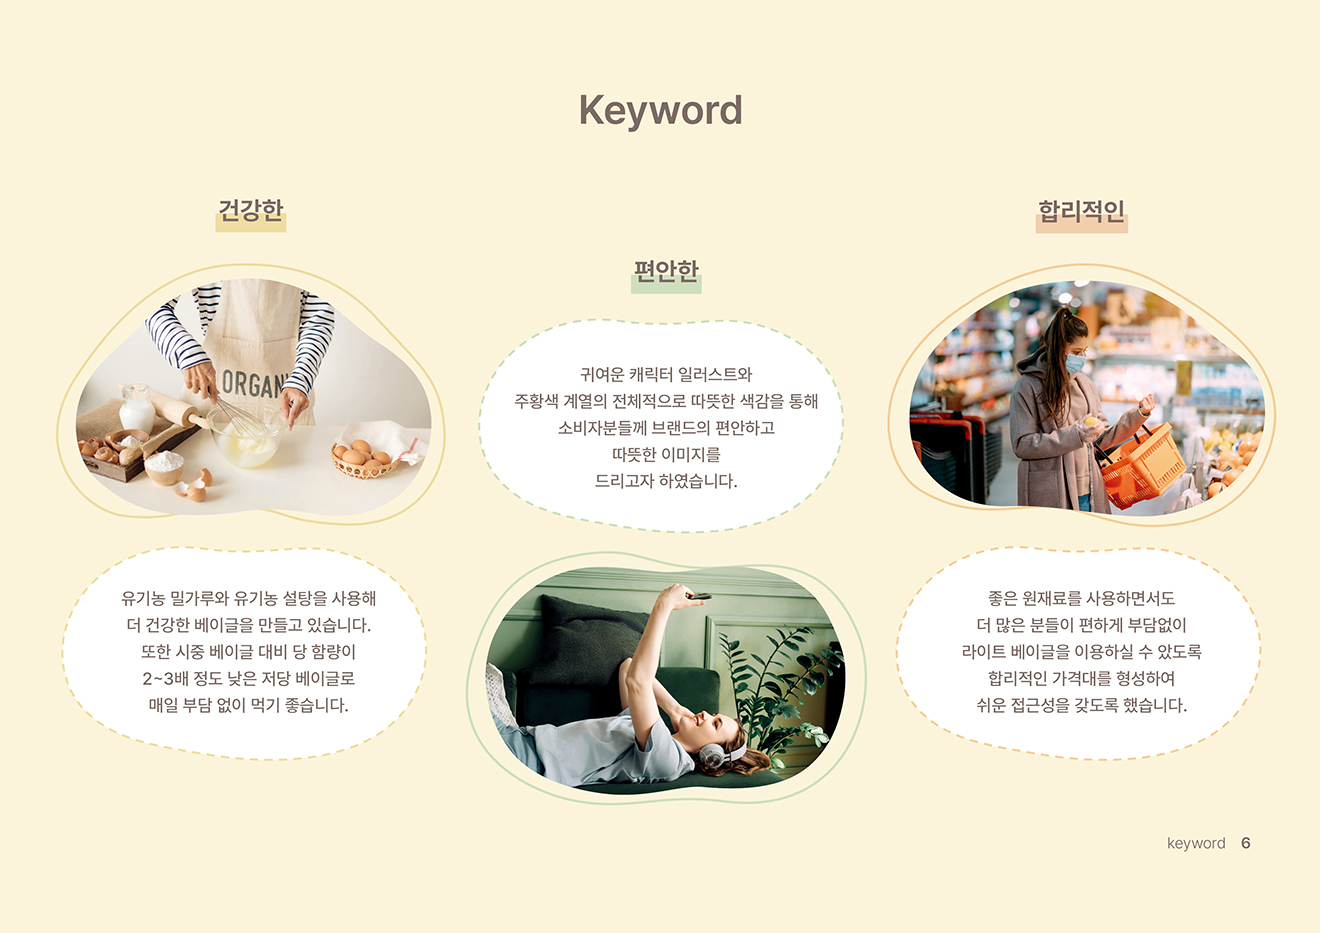 Keyword
건강한
ORGAN
유기농 밀가루와 유기농 설탕을 사용해
더 건강한 베이글을 만들고 있습니다.
또한 시중 베이글 대비 당 함량이
2~3배 정도 낮은 저당 베이글로
매일 부담 없이 먹기 좋습니다.
편안한
귀여운 캐릭터 일러스트와
주황색 계열의 전체적으로 따뜻한 색감을 통해
소비자분들께 브랜드의 편안하고
따뜻한 이미지를
드리고자 하였습니다.
합리적인
좋은 원재료를 사용하면서도
더 많은 분들이 편하게 부담없이
라이트 베이글을 이용하실 수 았도록
합리적인 가격대를 형성하여
쉬운 접근성을 갖도록 했습니다.
keyword 6